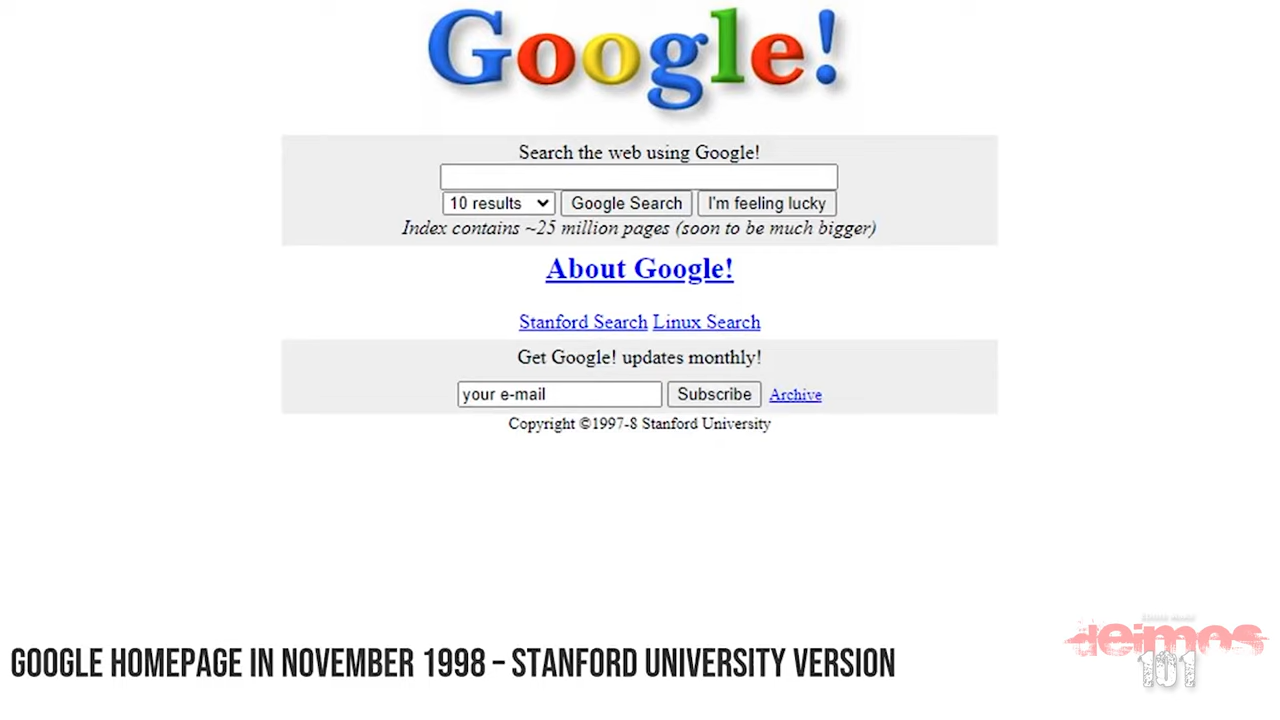 Google!
Search the web using Google!
10 results Google Search I'm feeling lucky
Index contains ~25 million pages (soon to be much bigger)
About Google!
Stanford Search Linux Search
Get Google! updates monthly!
your e-mail Subscribe Archive
Copyright ©1997-8 Stanford University
GOOGLE HOMEPAGE IN NOVEMBER 1998 – STANFORD UNIVERSITY VERSION
deimos
101